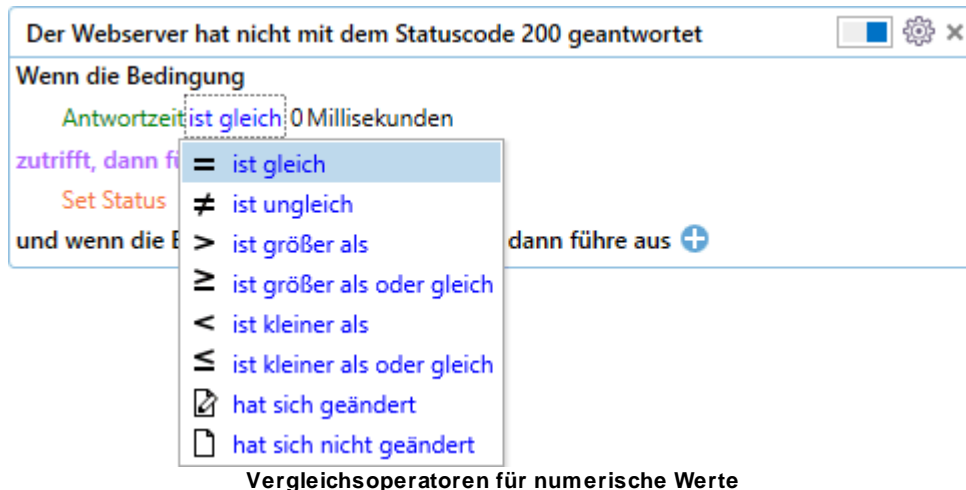 Der Webserver hat nicht mit dem Statuscode 200 geantwortet
Wenn die Bedingung
Antwortzeit ist gleich 0 Millisekunden
zutrifft, dann
= ist gleich
Set Status
≠ ist ungleich
und wenn die
> ist größer als
dann führe aus
≥ ist größer als oder gleich
< ist kleiner als
≤ ist kleiner als oder gleich
hat sich geändert
hat sich nicht geändert
Vergleichsoperatoren für numerische Werte